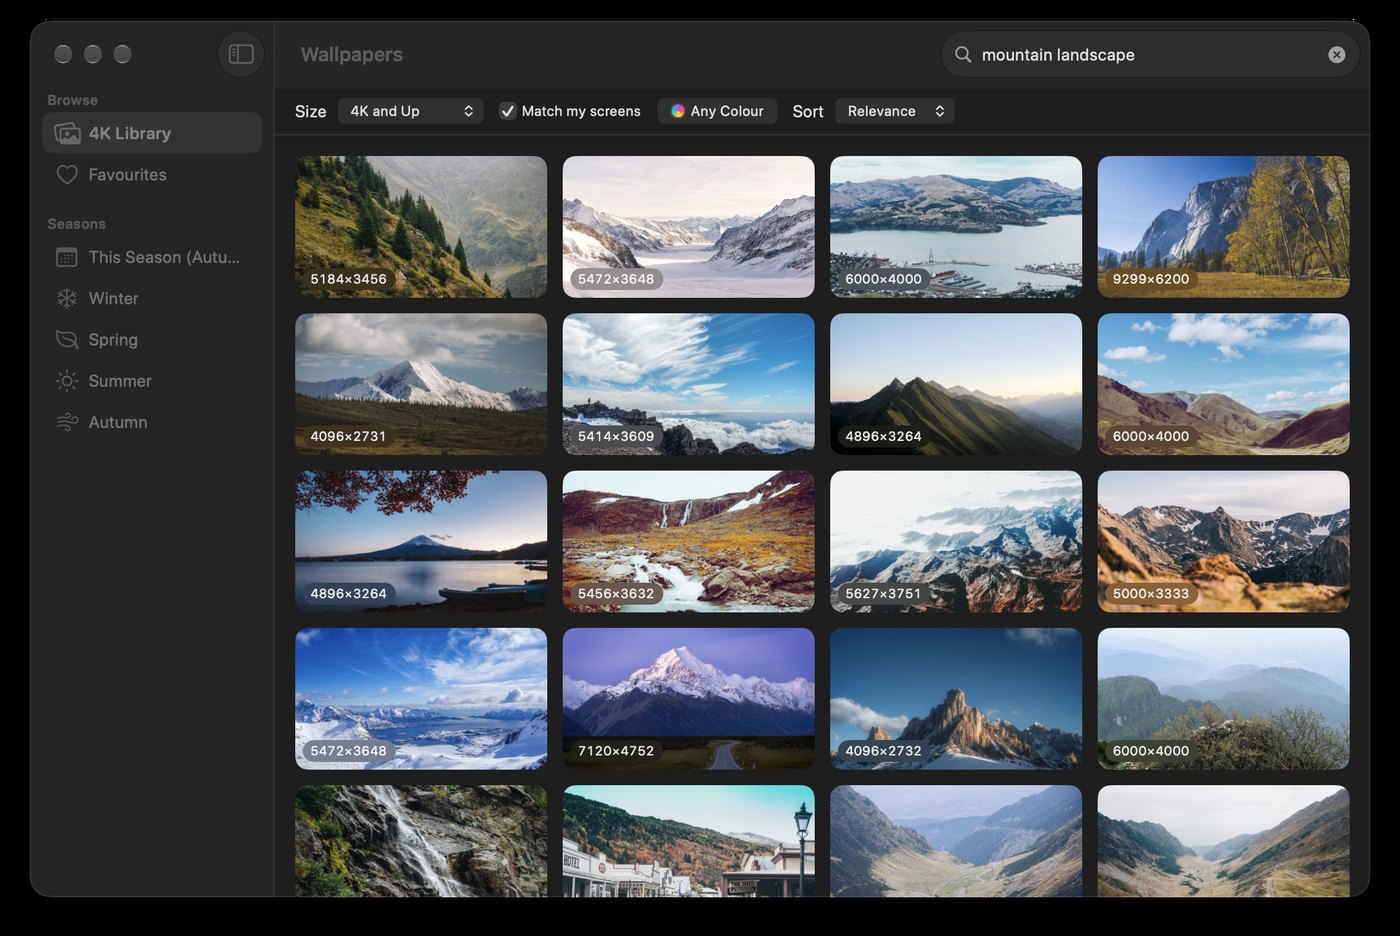 Wallpapers
mountain landscape
Browse
4K Library
Favourites
Seasons
This Season (Autu...
Winter
Spring
Summer
Autumn
Size 4K and Up Match my screens Any Colour Sort Relevance
5184×3456
5472×3648
6000×4000
9299×6200
4096×2731
5414×3609
4896×3264
6000×4000
4896×3264
5456×3632
5627×3751
5000×3333
5472×3648
7120×4752
4096×2732
6000×4000
HOTEL